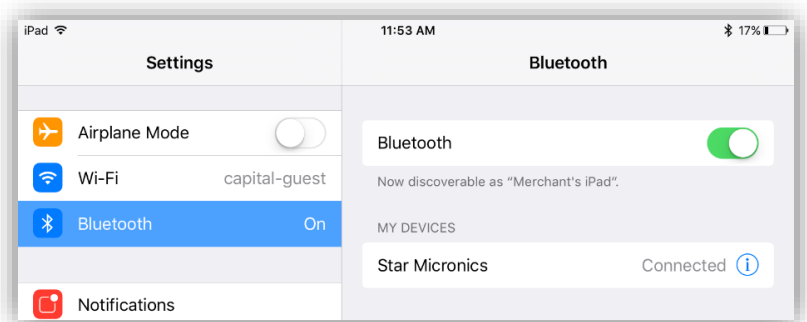 iPad 11:53 AM 17%
Settings
Bluetooth
Airplane Mode
Wi-Fi capital-guest
Bluetooth On
Notifications
Bluetooth
Now discoverable as “Merchant's iPad”.
MY DEVICES
Star Micronics Connected